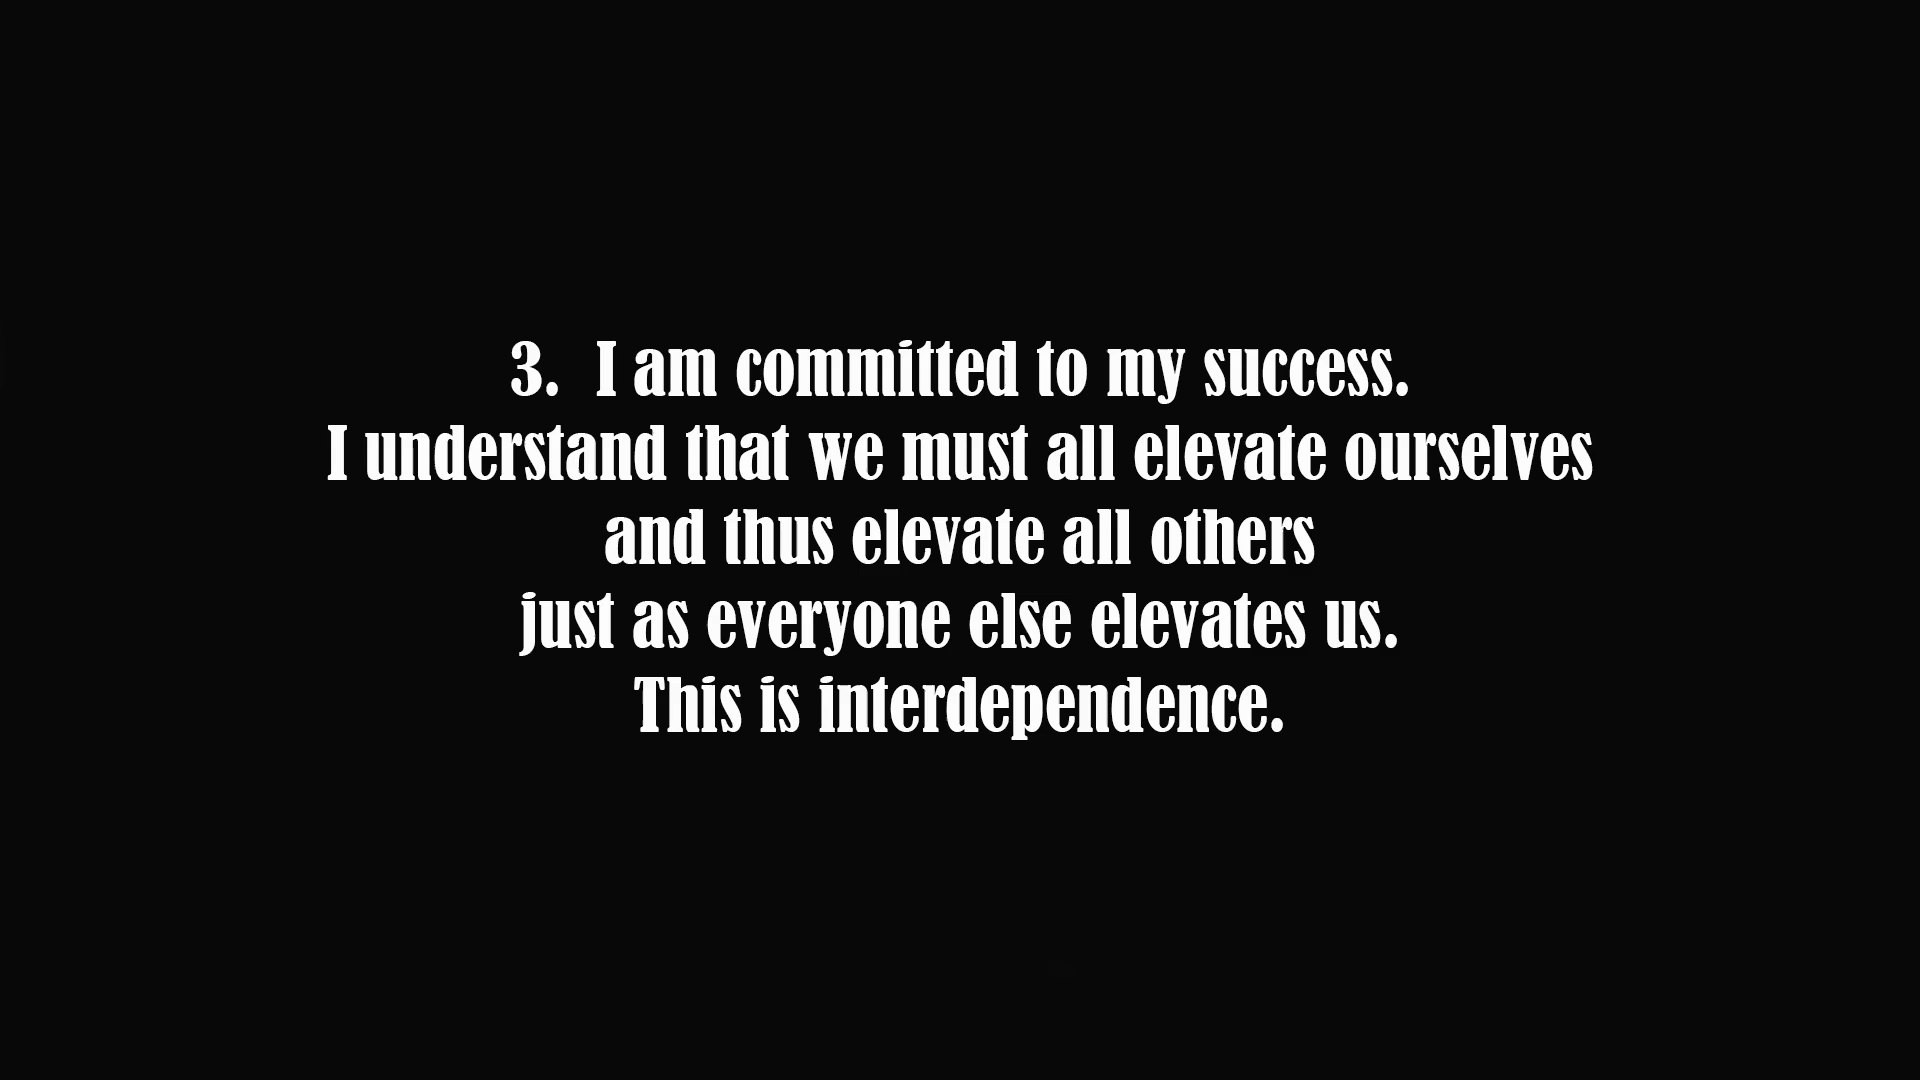 3.  I am committed to my success.
I understand that we must all elevate ourselves
and thus elevate all others
just as everyone else elevates us.
This is interdependence.